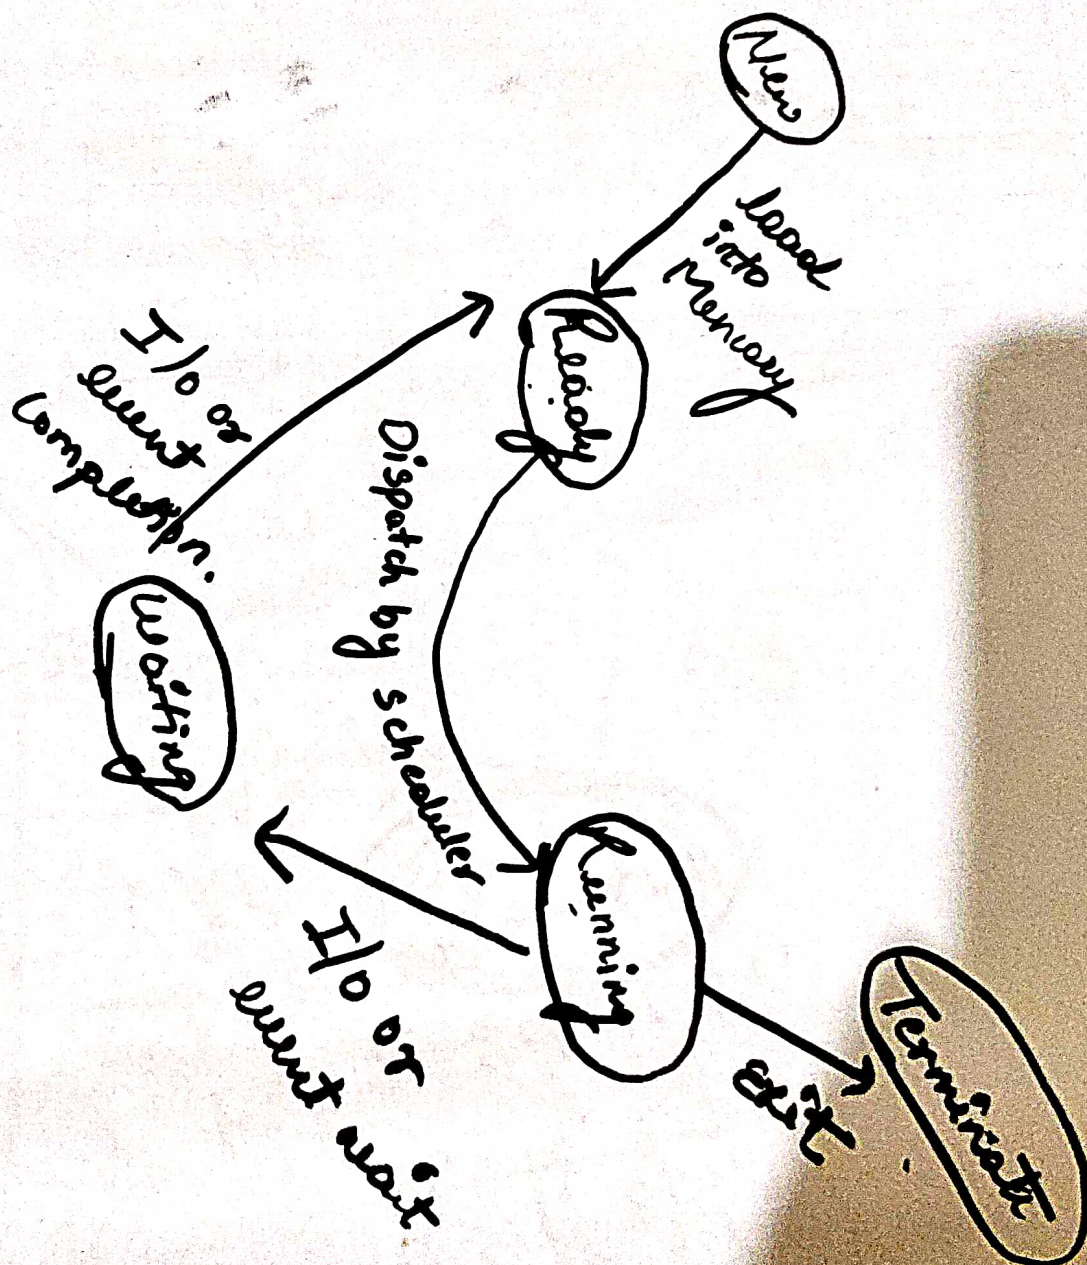 New
load
into
Memory
Ready
Dispatch by scheduler
Running
exit
Terminate
I/O or
event wait
Waiting
I/O or
event
Completion.